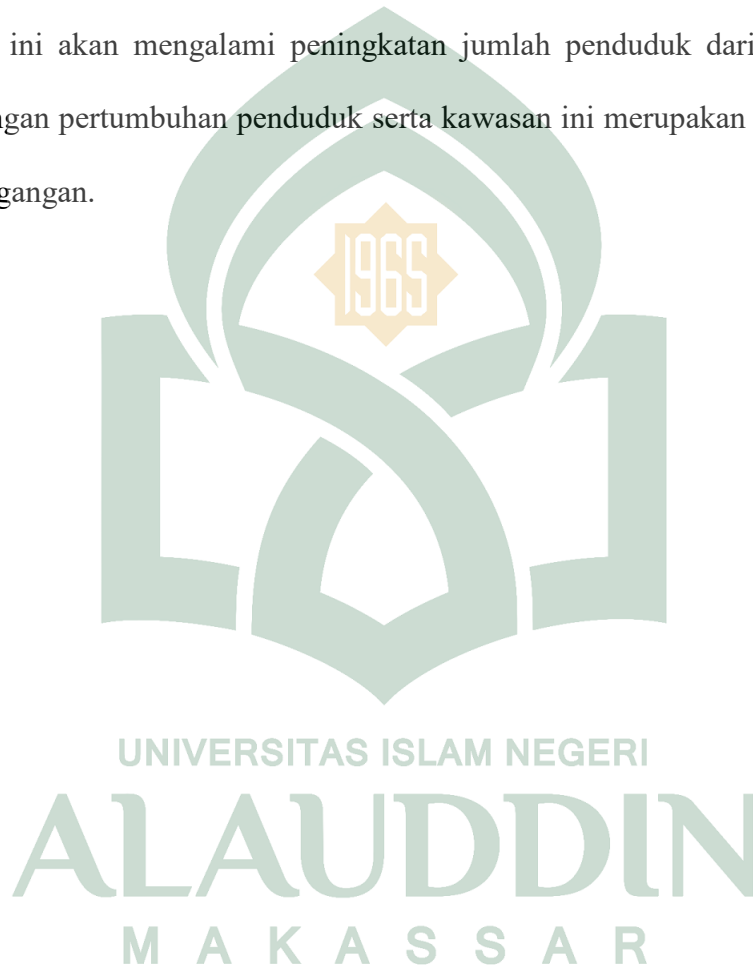 ini akan mengalami peningkatan jumlah penduduk dari
ngan pertumbuhan penduduk serta kawasan ini merupakan
gangan.
1965
UNIVERSITAS ISLAM NEGERI
ALAUDDIN
MAKASSAR